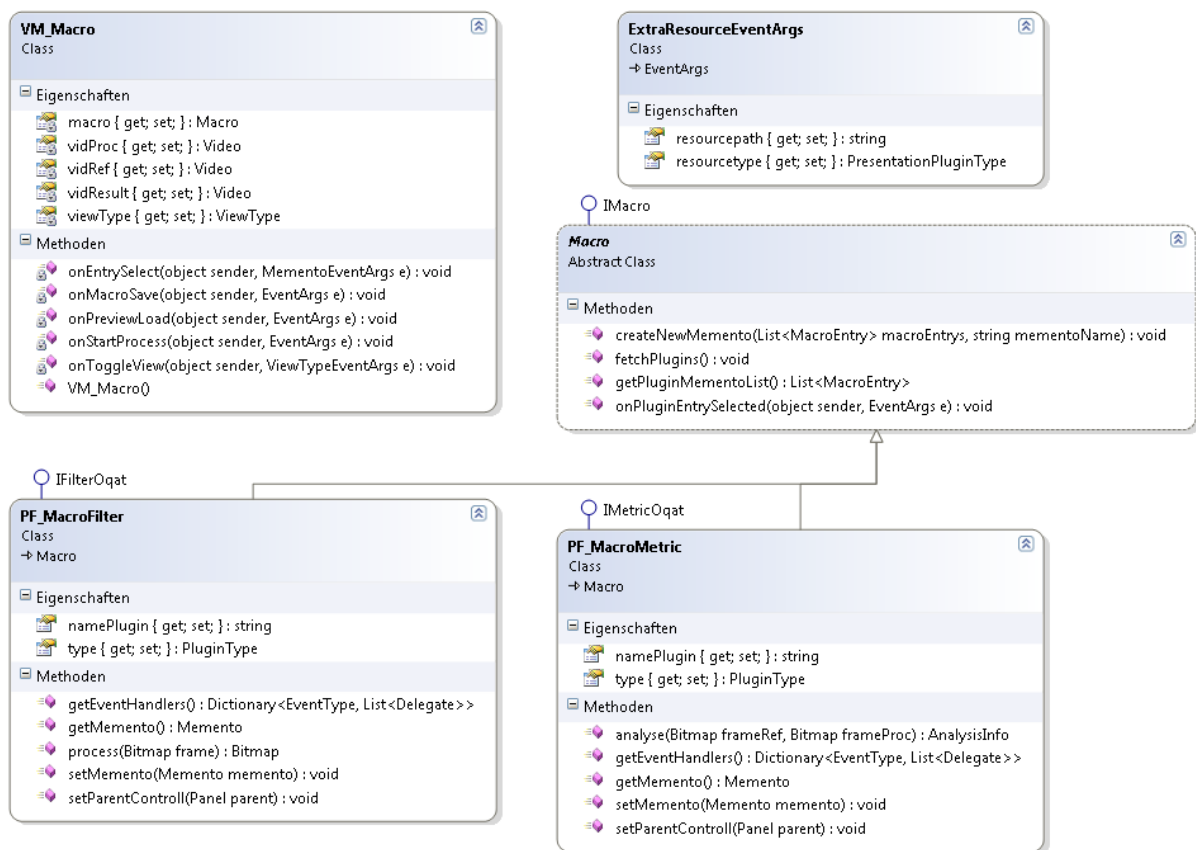 VM_Macro
Class
Eigenschaften
macro { get; set; } : Macro
vidProc { get; set; } : Video
vidRef { get; set; } : Video
vidResult { get; set; } : Video
viewType { get; set; } : ViewType
Methoden
onEntrySelect(object sender, MementoEventArgs e) : void
onMacroSave(object sender, EventArgs e) : void
onPreviewLoad(object sender, EventArgs e) : void
onStartProcess(object sender, EventArgs e) : void
onToggleView(object sender, ViewTypeEventArgs e) : void
VM_Macro()
ExtraResourceEventArgs
Class
EventArgs
Eigenschaften
resourcepath { get; set; } : string
resourcetype { get; set; } : PresentationPluginType
IMacro
Macro
Abstract Class
Methoden
createNewMemento(List<MacroEntry> macroEntrys, string mementoName) : void
fetchPlugins() : void
getPluginMementoList() : List<MacroEntry>
onPluginEntrySelected(object sender, EventArgs e) : void
IFilterOqat
PF_MacroFilter
Class
Macro
Eigenschaften
namePlugin { get; set; } : string
type { get; set; } : PluginType
Methoden
getEventHandlers() : Dictionary<EventType, List<Delegate>>
getMemento() : Memento
process(Bitmap frame) : Bitmap
setMemento(Memento memento) : void
setParentControll(Panel parent) : void
IMetricOqat
PF_MacroMetric
Class
Macro
Eigenschaften
namePlugin { get; set; } : string
type { get; set; } : PluginType
Methoden
analyse(Bitmap frameRef, Bitmap frameProc) : AnalysisInfo
getEventHandlers() : Dictionary<EventType, List<Delegate>>
getMemento() : Memento
setMemento(Memento memento) : void
setParentControll(Panel parent) : void